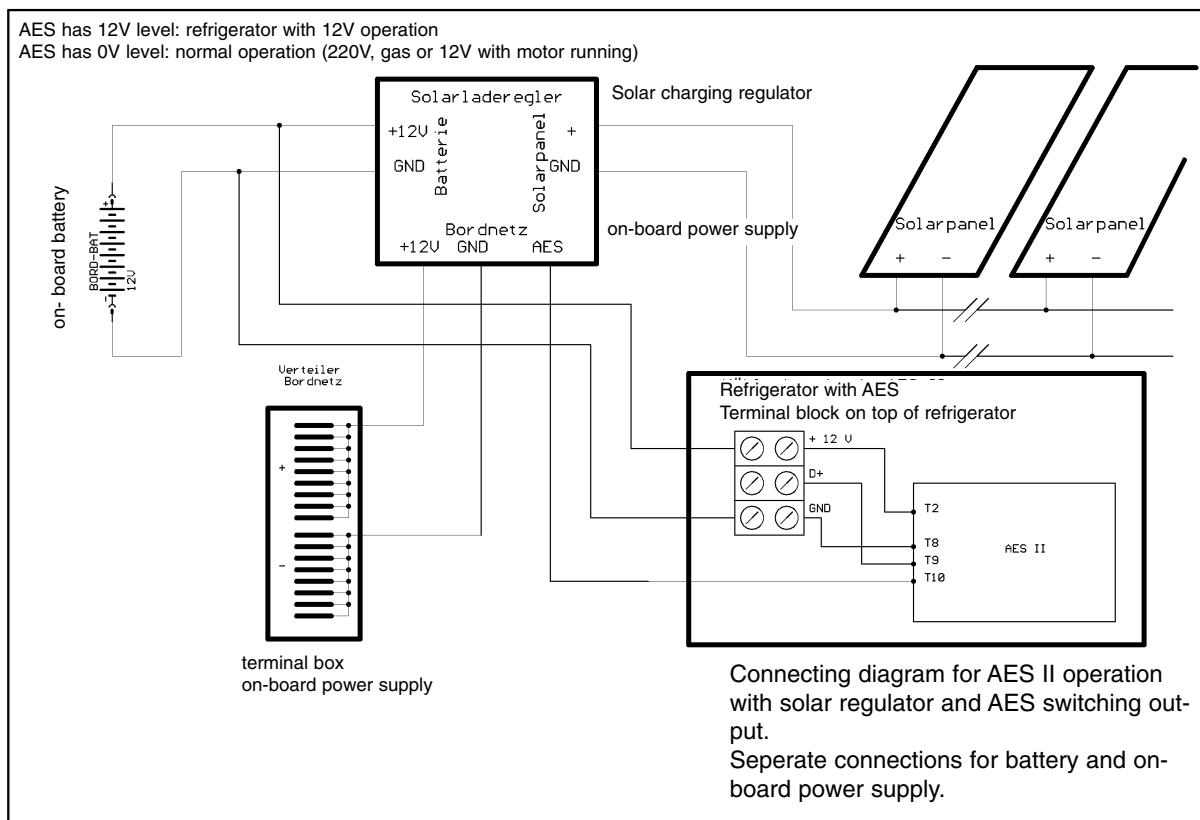 AES has 12V level: refrigerator with 12V operation
AES has 0V level: normal operation (220V, gas or 12V with motor running)
Solarladeregler
Solar charging regulator
+12V
GND
Batterie
Solarpanel
+
GND
Bordnetz
+12V GND AES
on-board power supply
on- board battery
BORD-BAT
12V
+
-
Solarpanel
+ -
Solarpanel
+ -
Verteiler
Bordnetz
+
-
terminal box
on-board power supply
Refrigerator with AES
Terminal block on top of refrigerator
+ 12 V
D+
GND
T2
T8
T9
T10
AES II
Connecting diagram for AES II operation
with solar regulator and AES switching out-
put.
Seperate connections for battery and on-
board power supply.